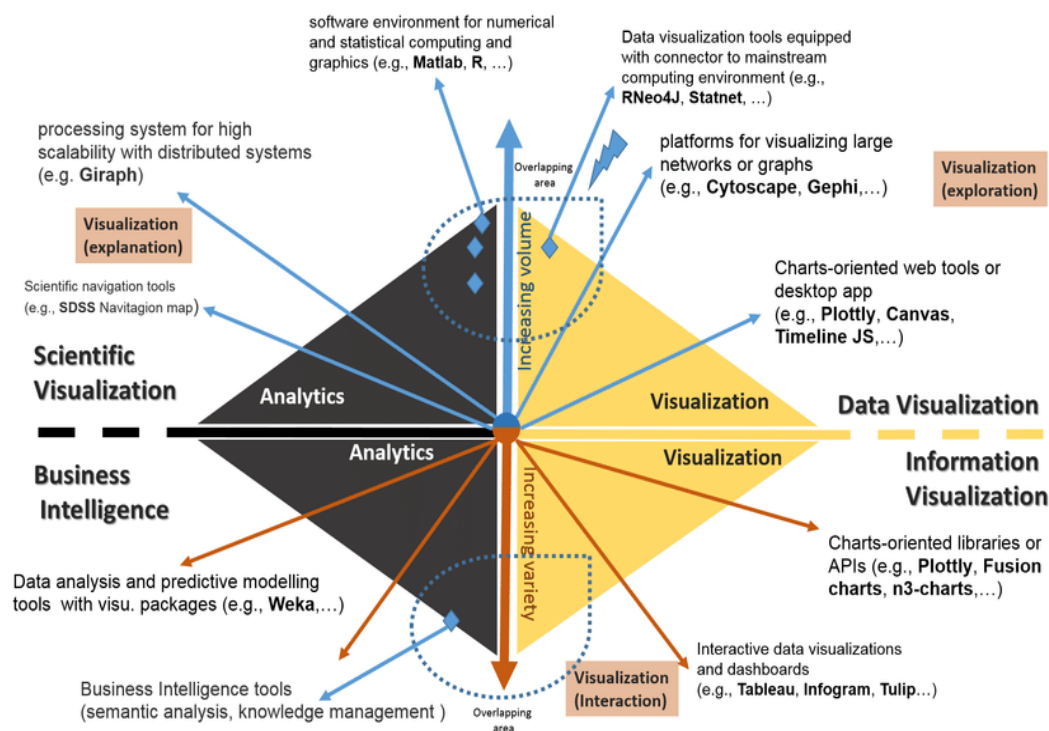 software environment for numerical
and statistical computing and
graphics (e.g., Matlab, R, ...)
Data visualization tools equipped
with connector to mainstream
computing environment (e.g.,
RNeo4J, Statnet, ...)
processing system for high
scalability with distributed systems
(e.g. Giraph)
Overlapping
area
platforms for visualizing large
networks or graphs
(e.g., Cytoscape, Gephi,...)
Visualization
(exploration)
Visualization
(explanation)
Increasing volume
Scientific navigation tools
(e.g., SDSS Navitagion map)
Charts-oriented web tools or
desktop app
(e.g., Plottly, Canvas,
Timeline JS,...)
Scientific
Visualization
Analytics
Visualization
Data Visualization
Business
Intelligence
Analytics
Visualization
Information
Visualization
Increasing variety
Data analysis and predictive modelling
tools with visu. packages (e.g., Weka,...)
Charts-oriented libraries or
APIs (e.g., Plottly, Fusion
charts, n3-charts,...)
Business Intelligence tools
(semantic analysis, knowledge management )
Overlapping
area
Visualization
(Interaction)
Interactive data visualizations
and dashboards
(e.g., Tableau, Infogram, Tulip...)